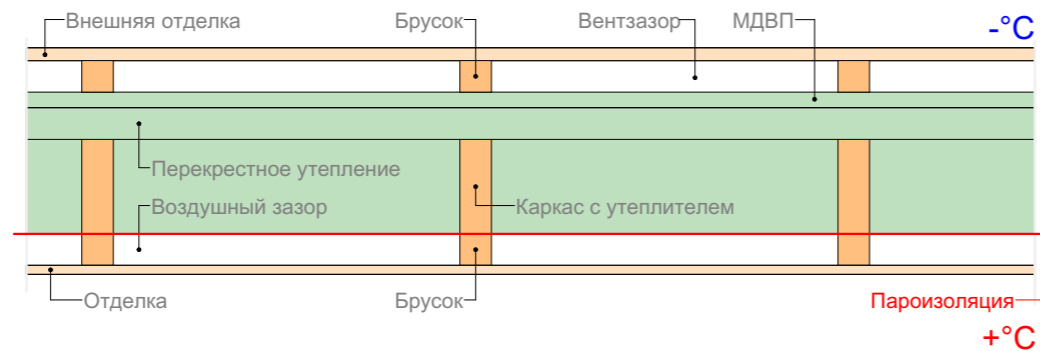 Внешняя отделка
Брусок
Вентзазор
МДВП
-°C
Перекрестное утепление
Воздушный зазор
Каркас с утеплителем
Отделка
Брусок
Пароизоляция
+°C